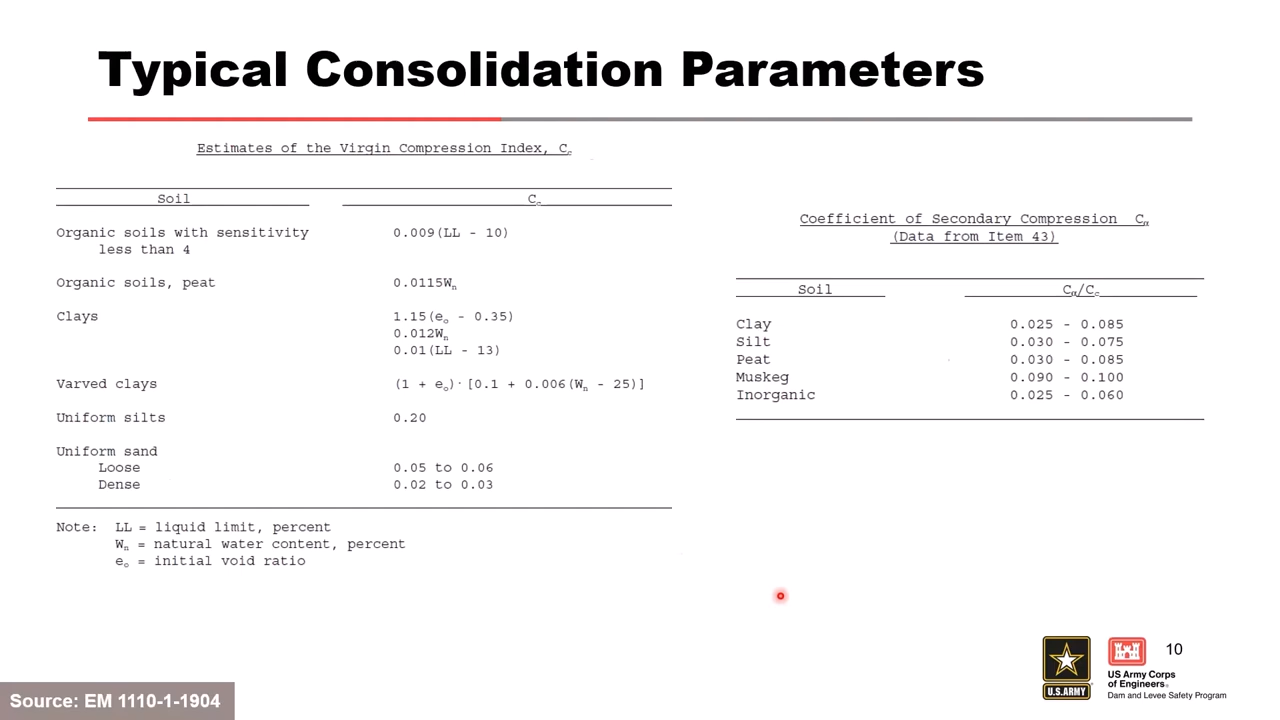 Typical Consolidation Parameters
Estimates of the Virgin Compression Index, Cc
Soil Cc
Organic soils with sensitivity 0.009(LL - 10)
less than 4
Organic soils, peat 0.0115Wn
Clays 1.15(eo - 0.35)
0.012Wn
0.01(LL - 13)
Varved clays (1 + eo)·[0.1 + 0.006(Wn - 25)]
Uniform silts 0.20
Uniform sand
Loose 0.05 to 0.06
Dense 0.02 to 0.03
Note: LL = liquid limit, percent
Wn = natural water content, percent
eo = initial void ratio
Coefficient of Secondary Compression Cα
(Data from Item 43)
Soil Cα/Cc
Clay 0.025 - 0.085
Silt 0.030 - 0.075
Peat 0.030 - 0.085
Muskeg 0.090 - 0.100
Inorganic 0.025 - 0.060
U.S.ARMY
US Army Corps
of Engineers®
Dam and Levee Safety Program
10
Source: EM 1110-1-1904